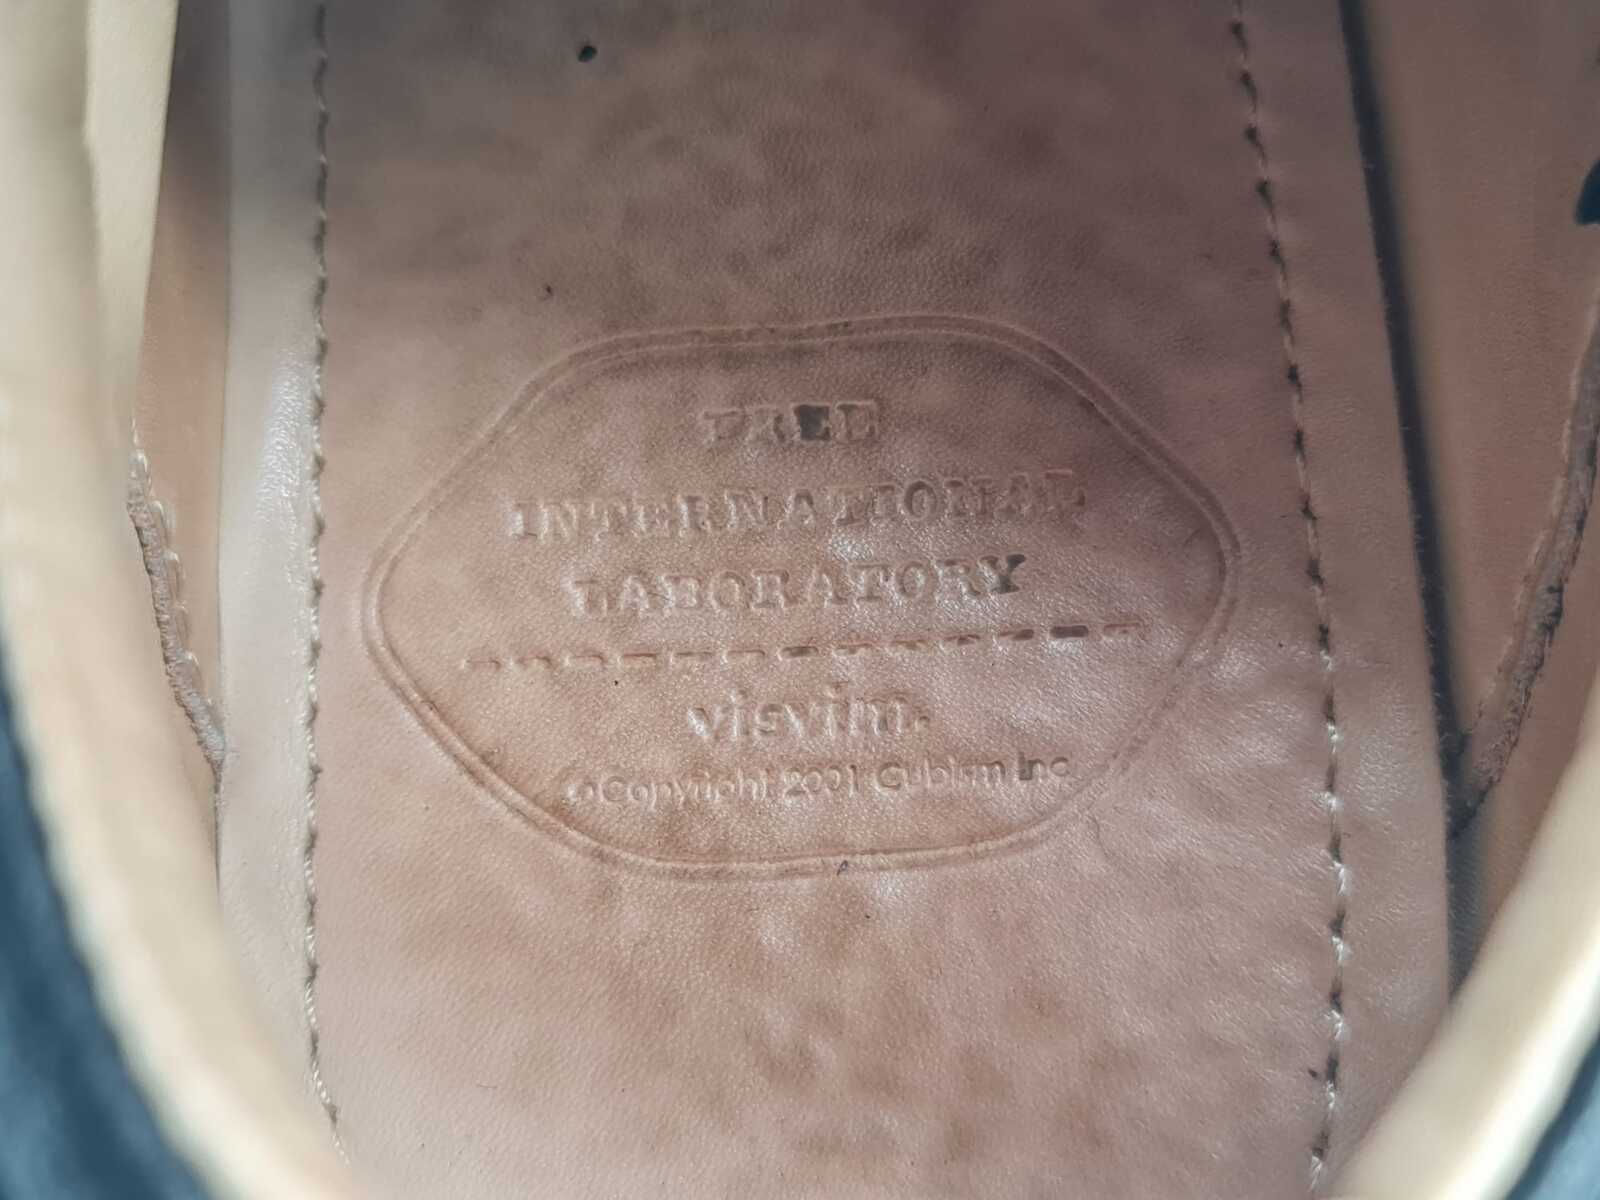 FREE
INTERNATIONAL
LABORATORY
visvim.
©Copyright 2001 Cubism Inc.